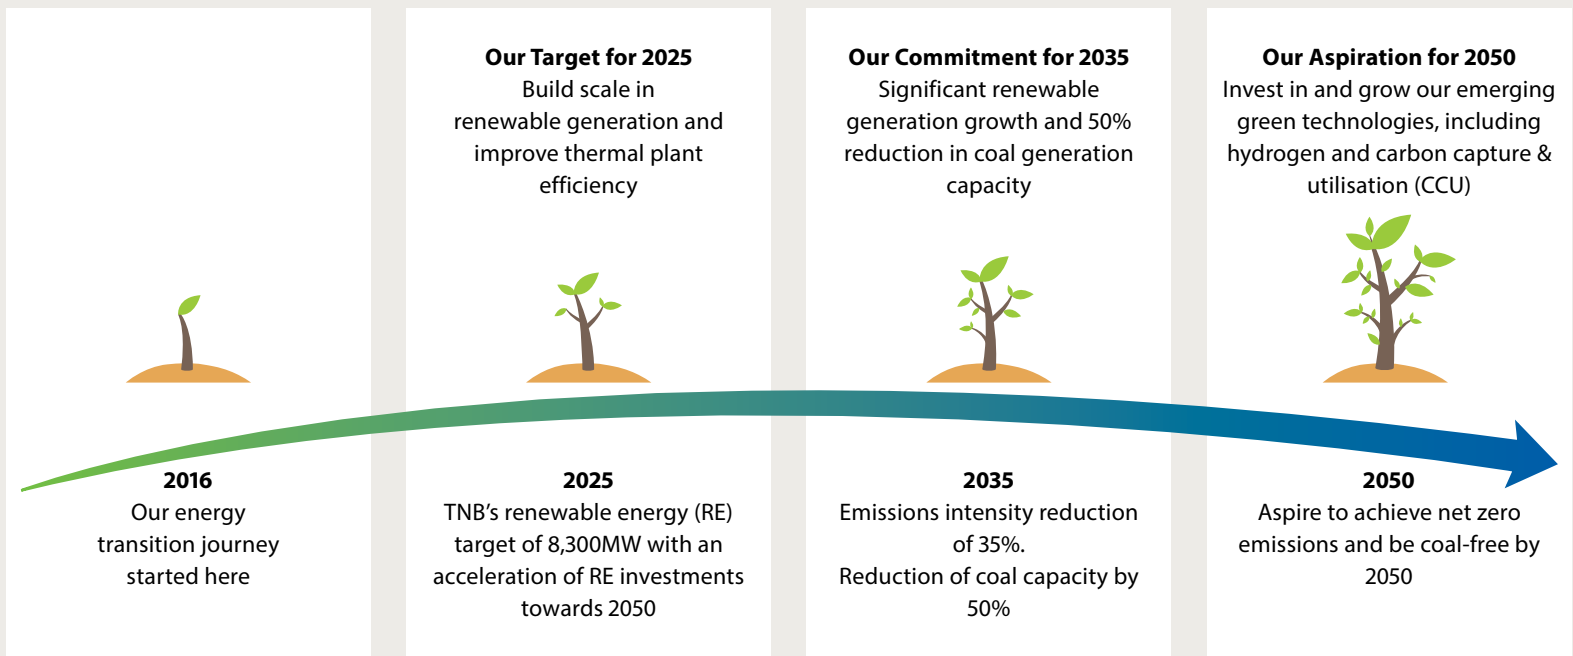 Our Target for 2025
Build scale in
renewable generation and
improve thermal plant
efficiency
Our Commitment for 2035
Significant renewable
generation growth and 50%
reduction in coal generation
capacity
Our Aspiration for 2050
Invest in and grow our emerging
green technologies, including
hydrogen and carbon capture &
utilisation (CCU)
2016
Our energy
transition journey
started here
2025
TNB's renewable energy (RE)
target of 8,300MW with an
acceleration of RE investments
towards 2050
2035
Emissions intensity reduction
of 35%.
Reduction of coal capacity by
50%
2050
Aspire to achieve net zero
emissions and be coal-free by
2050